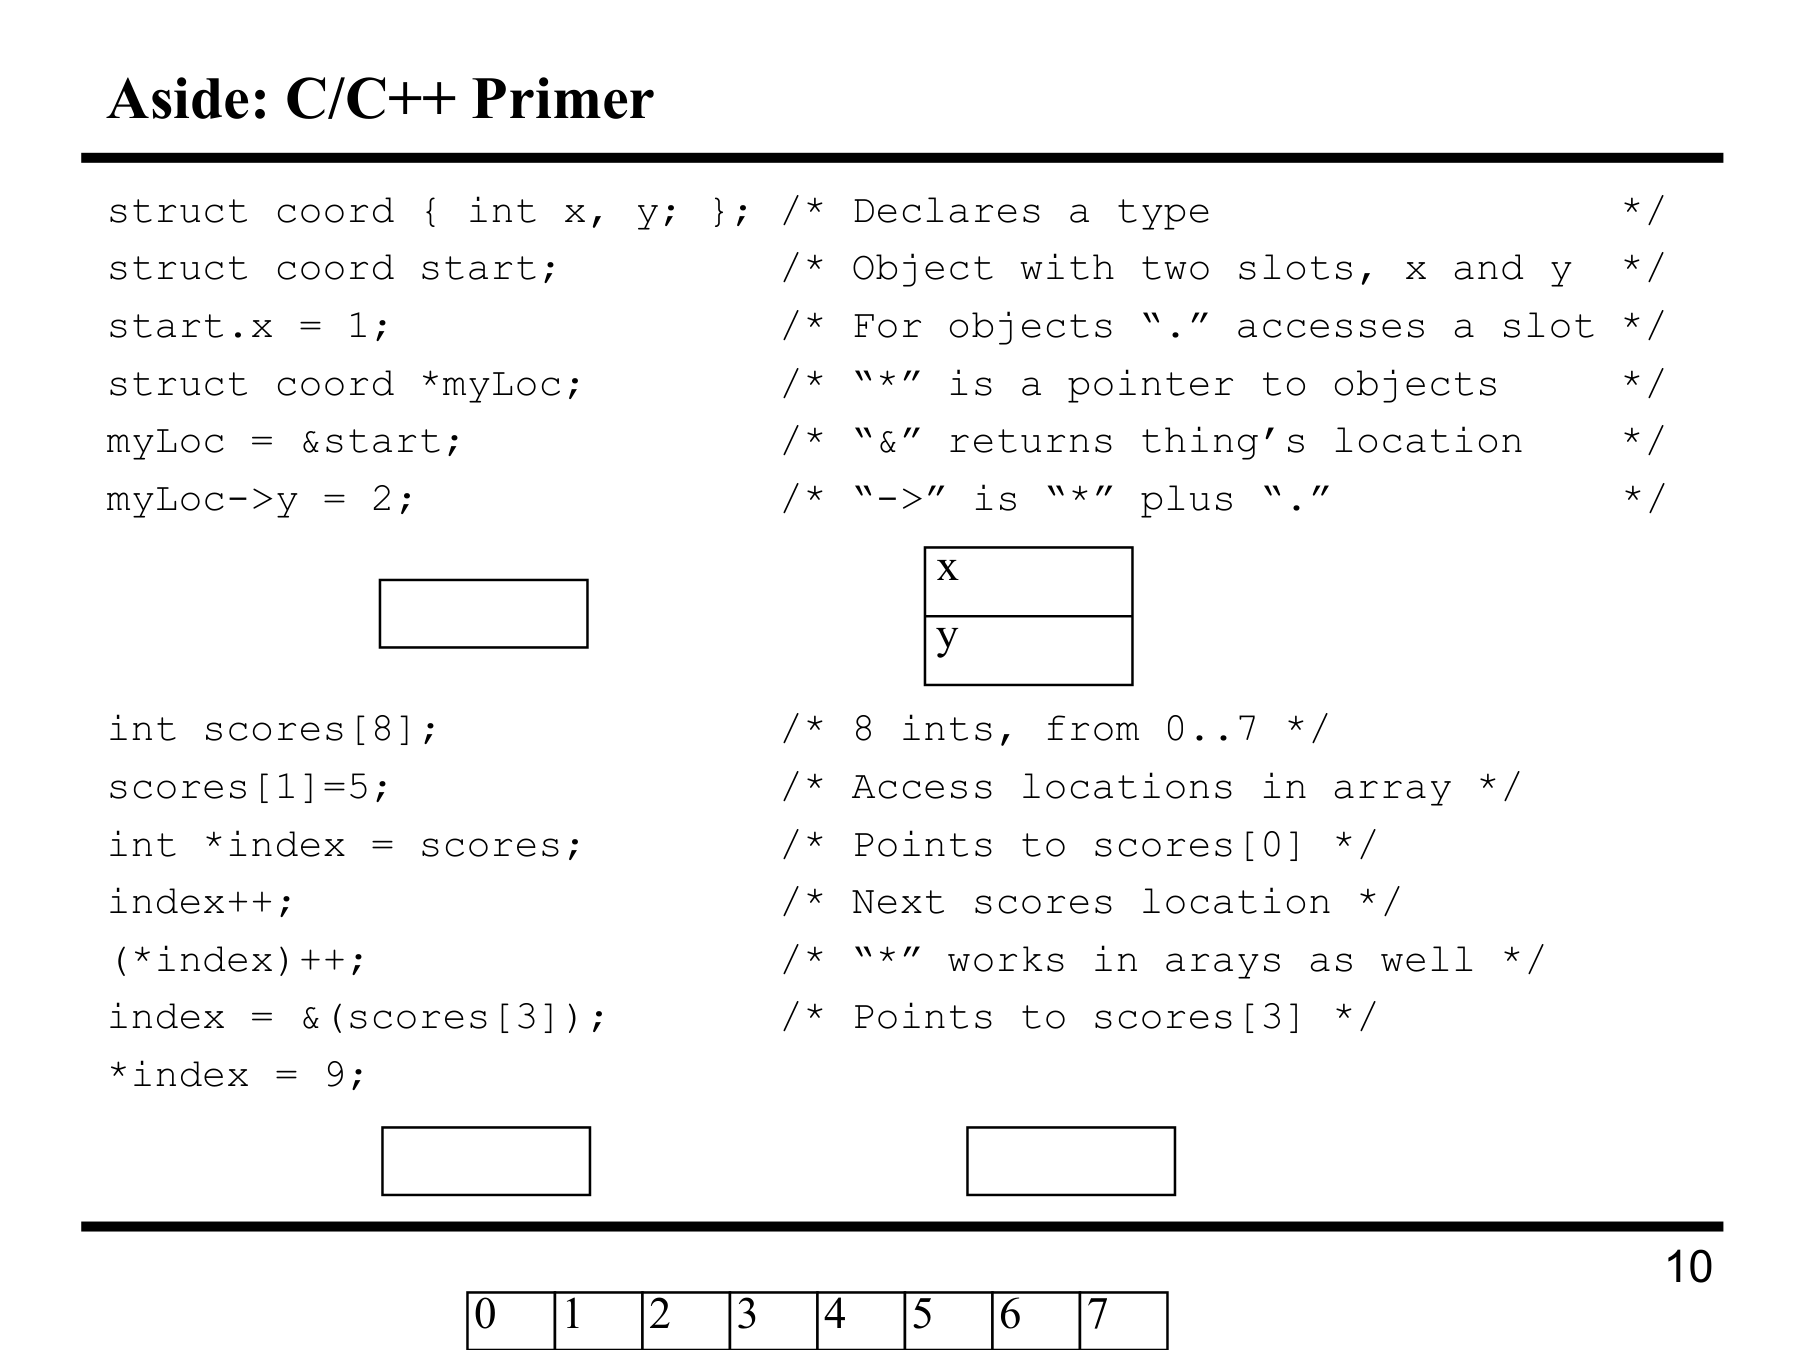 Aside: C/C++ Primer
struct coord { int x, y; }; /* Declares a type                 */
struct coord start;         /* Object with two slots, x and y  */
start.x = 1;                /* For objects “.” accesses a slot */
struct coord *myLoc;        /* “*” is a pointer to objects     */
myLoc = &start;             /* “&” returns thing’s location    */
myLoc->y = 2;               /* “->” is “*” plus “.”            */
x
y
int scores[8];              /* 8 ints, from 0..7 */
scores[1]=5;                /* Access locations in array */
int *index = scores;        /* Points to scores[0] */
index++;                    /* Next scores location */
(*index)++;                 /* “*” works in arays as well */
index = &(scores[3]);       /* Points to scores[3] */
*index = 9;
10
0 1 2 3 4 5 6 7